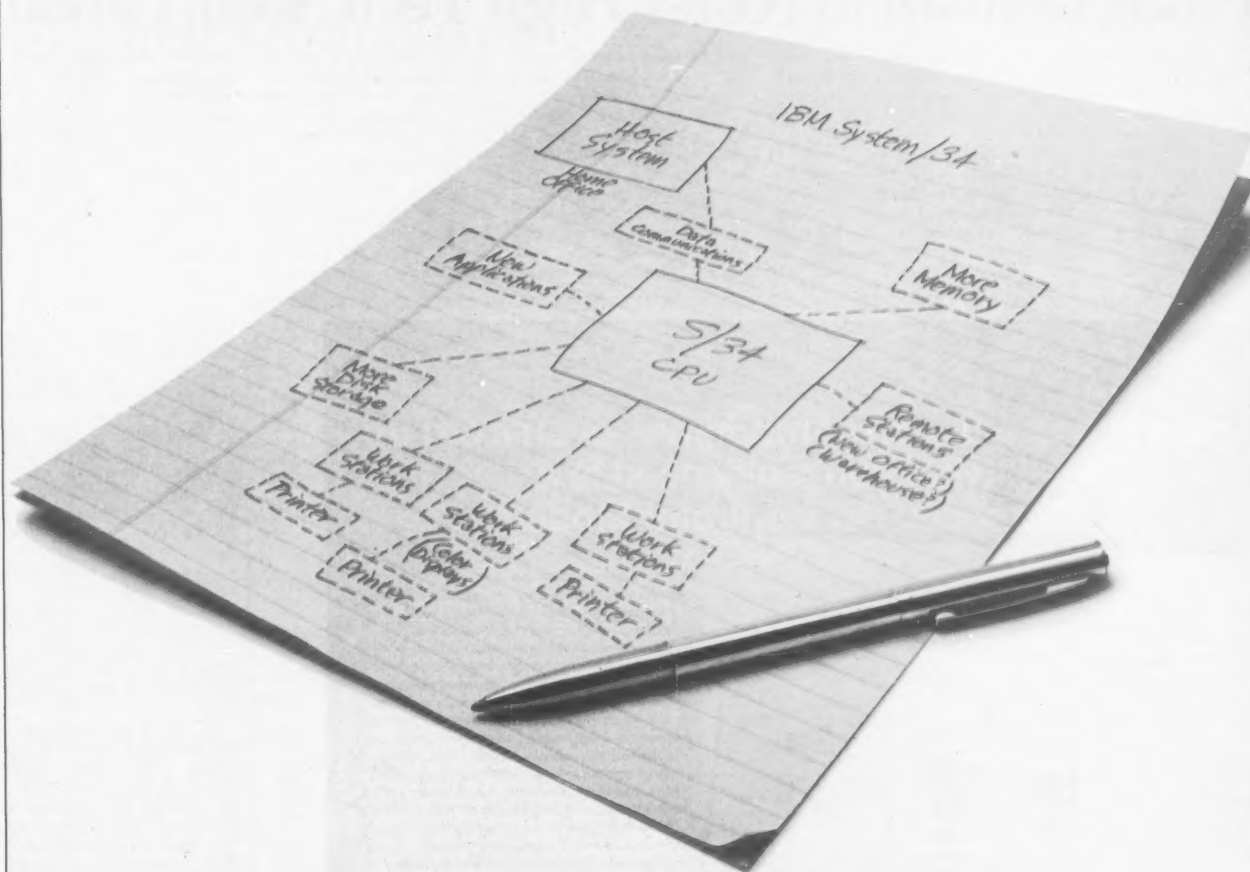 IBM System/34
Host
System
Home
Office
Data
Communications
New
Applications
More
Memory
S/34
CPU
More
Disk
Storage
Remote
Stations
(New Office?)
(Warehouse?)
Work
Stations
Printer
Work
Stations
(Color
Displays)
Printer
Work
Stations
Printer